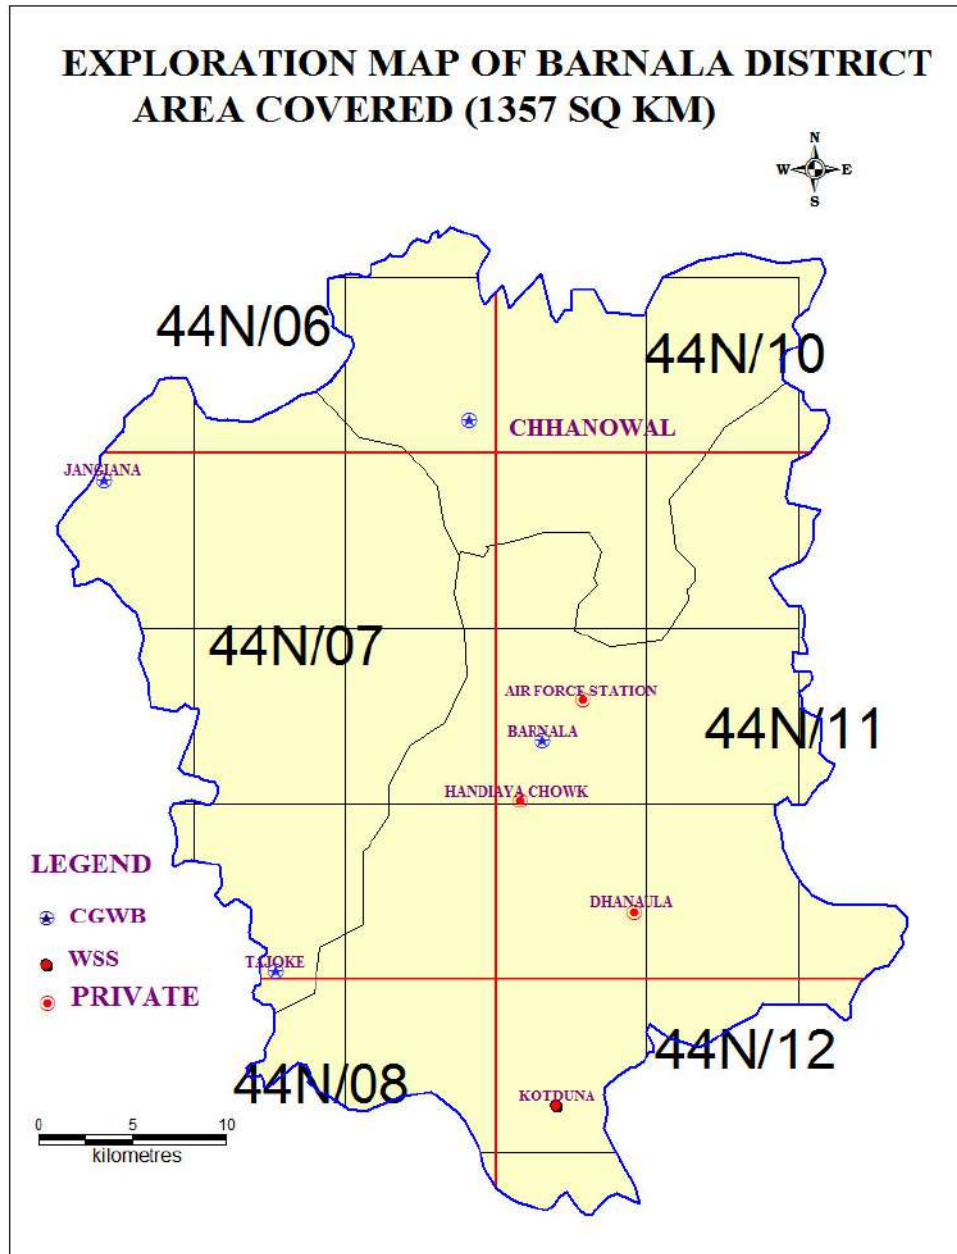 EXPLORATION MAP OF BARNALA DISTRICT
AREA COVERED (1357 SQ KM)
N
W E
S
44N/06
44N/10
CHHANOWAL
JANGIANA
44N/07
AIR FORCE STATION
44N/11
BARNALA
HANDIAYA CHOWK
LEGEND
DHANAULA
CGWB
WSS
TAJOKE
PRIVATE
44N/12
44N/08
KOTDUNA
0 5 10
kilometres